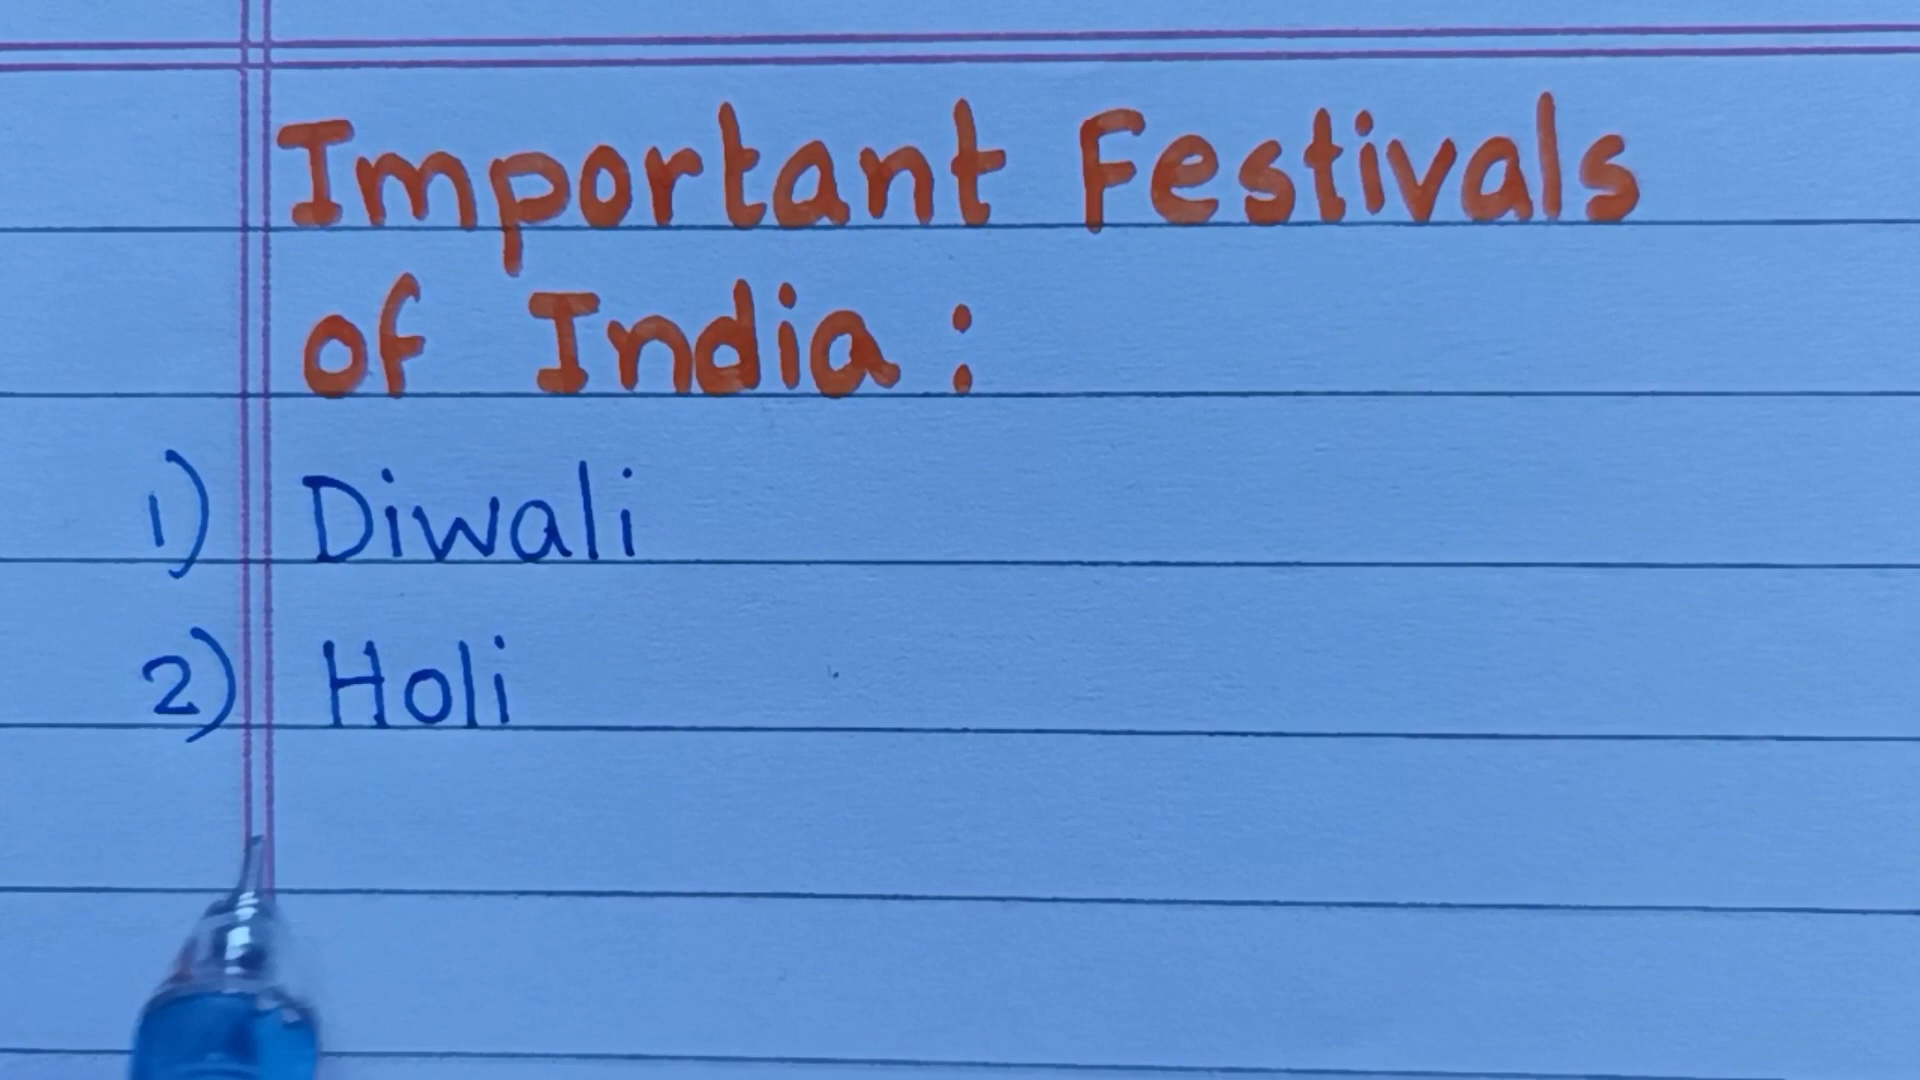 Important Festivals
of India :
1) Diwali
2) Holi